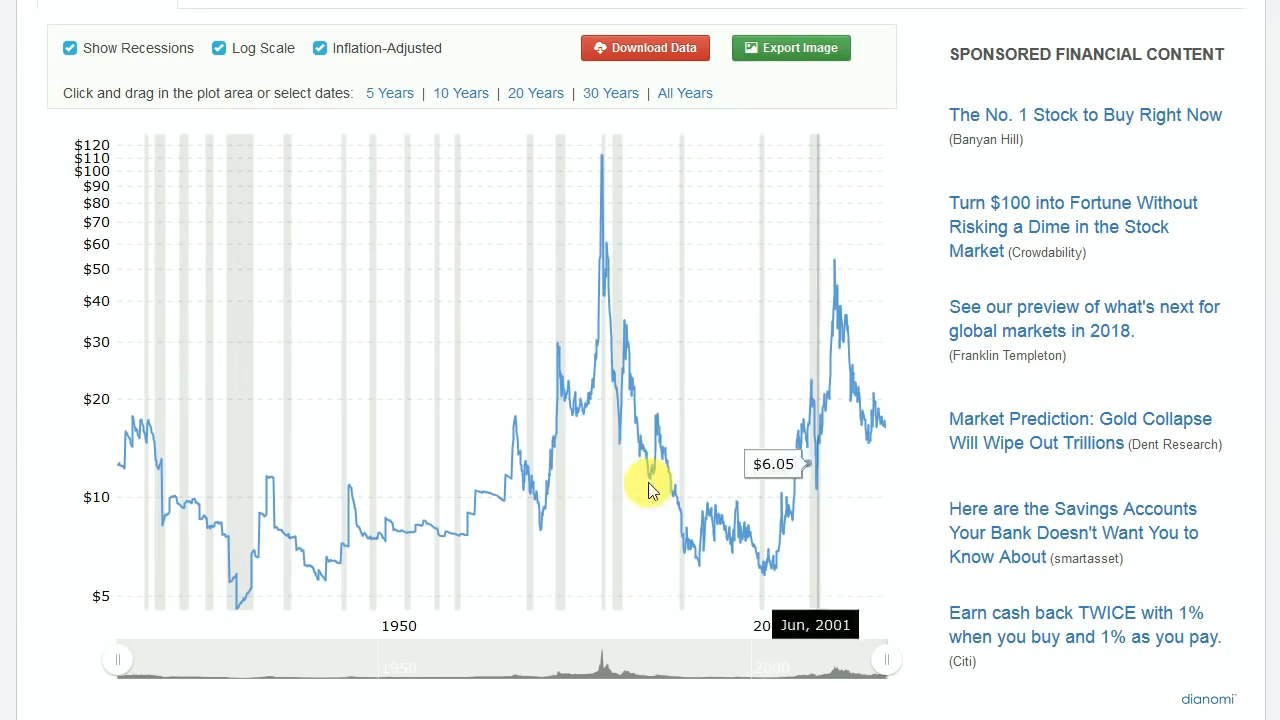 Show Recessions Log Scale Inflation-Adjusted Download Data Export Image
Click and drag in the plot area or select dates: 5 Years | 10 Years | 20 Years | 30 Years | All Years
$120
$110
$100
$90
$80
$70
$60
$50
$40
$30
$20
$10
$5
$6.05
1950
20
Jun, 2001
1950
2000
SPONSORED FINANCIAL CONTENT
The No. 1 Stock to Buy Right Now
(Banyan Hill)
Turn $100 into Fortune Without
Risking a Dime in the Stock
Market (Crowdability)
See our preview of what's next for
global markets in 2018.
(Franklin Templeton)
Market Prediction: Gold Collapse
Will Wipe Out Trillions (Dent Research)
Here are the Savings Accounts
Your Bank Doesn't Want You to
Know About (smartasset)
Earn cash back TWICE with 1%
when you buy and 1% as you pay.
(Citi)
dianomi